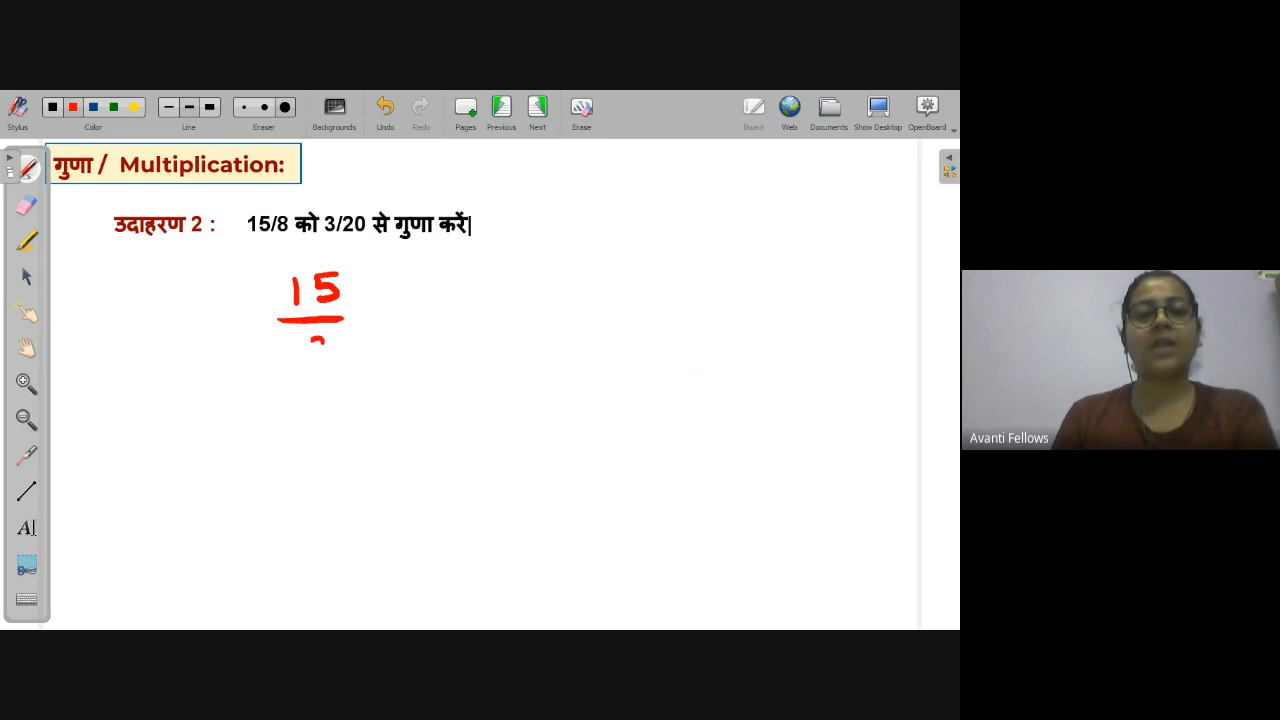 Stylus Color Line Eraser Backgrounds Undo Redo Pages Previous Next Erase Board Web Documents Show Desktop OpenBoard
गुणा / Multiplication:
उदाहरण 2 : 15/8 को 3/20 से गुणा करें|
15
Avanti Fellows